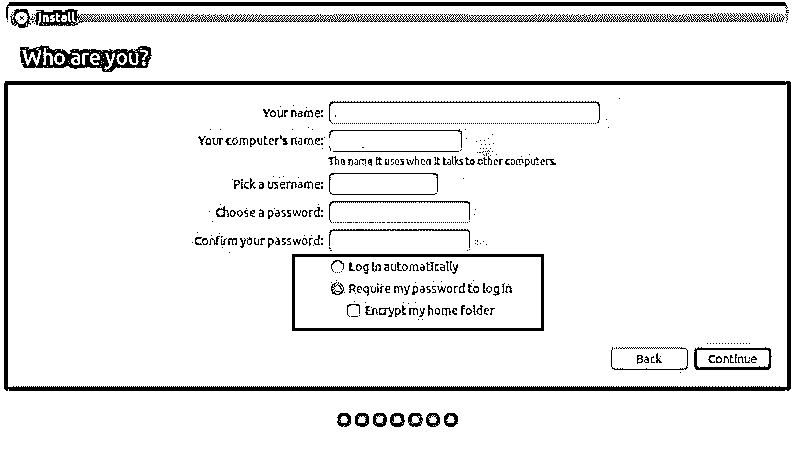 Install
Who are you?
Your name:
Your computer's name:
The name it uses when it talks to other computers.
Pick a username:
Choose a password:
Confirm your password:
Log in automatically
Require my password to log in
Encrypt my home folder
Back Continue